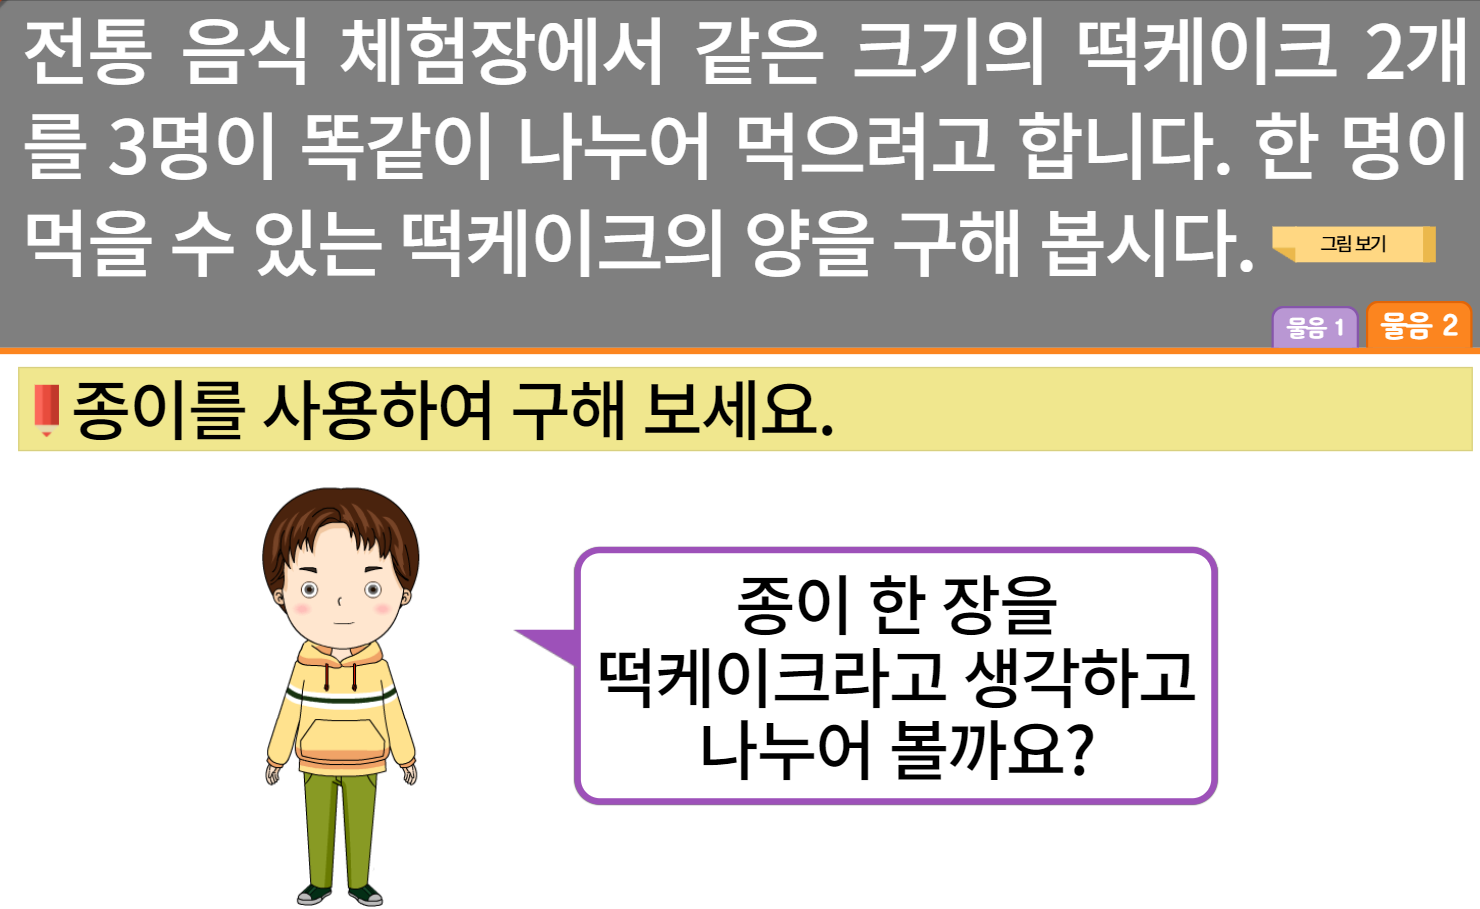 전통 음식 체험장에서 같은 크기의 떡케이크 2개
를 3명이 똑같이 나누어 먹으려고 합니다. 한 명이
먹을 수 있는 떡케이크의 양을 구해 봅시다.
그림 보기
물음 1
물음 2
종이를 사용하여 구해 보세요.
종이 한 장을
떡케이크라고 생각하고
나누어 볼까요?